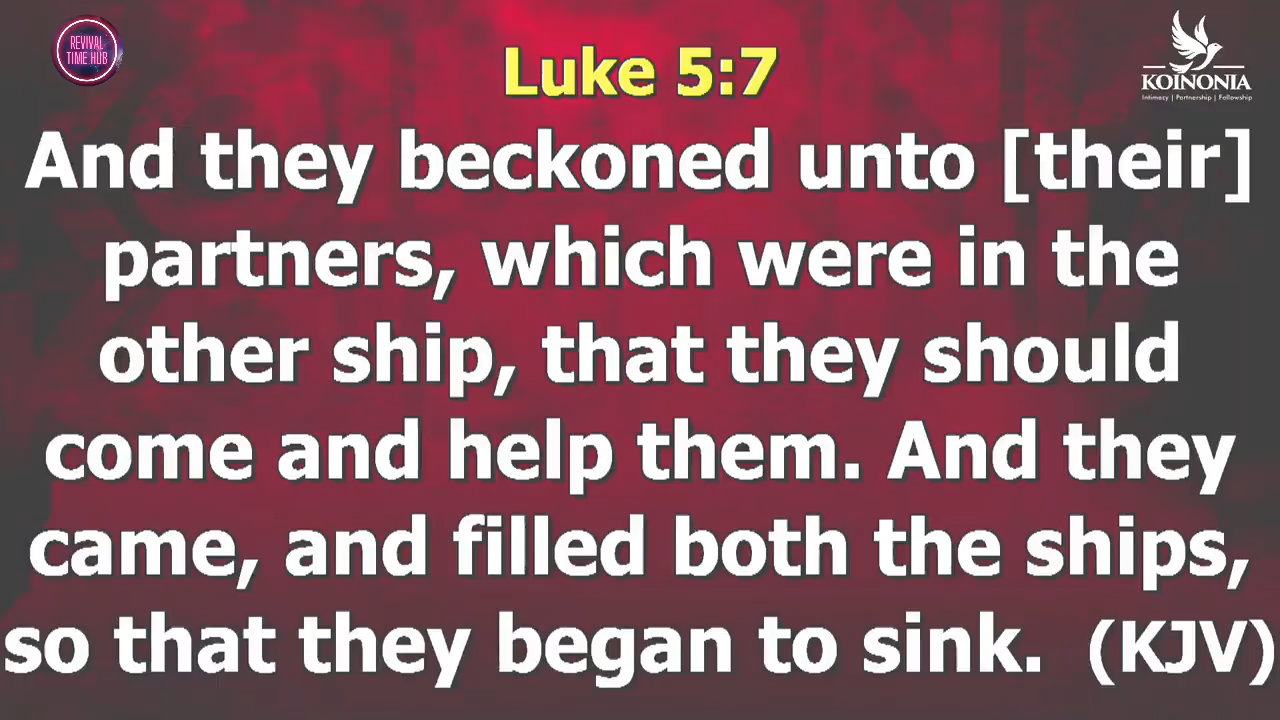 REVIVAL
TIME HUB
Luke 5:7
KOINONIA
Intimacy | Partnership | Fellowship
And they beckoned unto [their]
partners, which were in the
other ship, that they should
come and help them. And they
came, and filled both the ships,
so that they began to sink. (KJV)